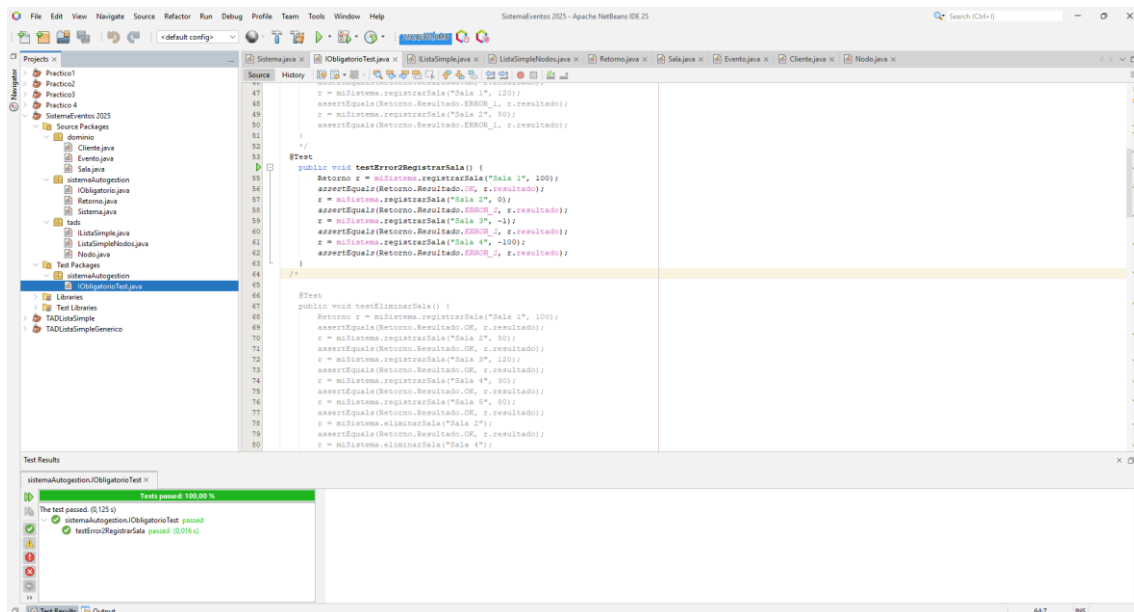 File Edit View Navigate Source Refactor Run Debug Profile Team Tools Window Help
SistemaEventos 2025 - Apache NetBeans IDE 25
Search (Ctrl+I)
<default config>
Projects
Navigator
Practico1
Practico2
Practico3
Practico 4
SistemaEventos 2025
Source Packages
dominio
Cliente.java
Evento.java
Sala.java
sistemaAutogestion
IObligatorio.java
Retorno.java
Sistema.java
tads
IListaSimple.java
ListaSimpleNodos.java
Nodo.java
Test Packages
sistemaAutogestion
IObligatorioTest.java
Libraries
Test Libraries
TADListaSimple
TADListaSimpleGenerico
Sistema.java × IObligatorioTest.java × IListaSimple.java × ListaSimpleNodos.java × Retorno.java × Sala.java × Evento.java × Cliente.java × Nodo.java ×
Source History
47 r = miSistema.registrarSala("Sala 1", 120);
48 assertEquals(Retorno.ERROR_1, r.resultado);
49 r = miSistema.registrarSala("Sala 2", 50);
50 assertEquals(Retorno.ERROR_1, r.resultado);
51 }
52 */
53 @Test
public void testError2RegistrarSala() {
55 Retorno r = miSistema.registrarSala("Sala 1", 100);
56 assertEquals(Retorno.Resultado.OK, r.resultado);
57 r = miSistema.registrarSala("Sala 2", 0);
58 assertEquals(Retorno.Resultado.ERROR_2, r.resultado);
59 r = miSistema.registrarSala("Sala 3", -1);
60 assertEquals(Retorno.Resultado.ERROR_2, r.resultado);
61 r = miSistema.registrarSala("Sala 4", -100);
62 assertEquals(Retorno.Resultado.ERROR_2, r.resultado);
63 }
64 /*
65
66 @Test
67 public void testEliminarSala() {
68 Retorno r = miSistema.registrarSala("Sala 1", 100);
69 assertEquals(Retorno.Resultado.OK, r.resultado);
70 r = miSistema.registrarSala("Sala 2", 50);
71 assertEquals(Retorno.Resultado.OK, r.resultado);
72 r = miSistema.registrarSala("Sala 3", 120);
73 assertEquals(Retorno.Resultado.OK, r.resultado);
74 r = miSistema.registrarSala("Sala 4", 30);
75 assertEquals(Retorno.Resultado.OK, r.resultado);
76 r = miSistema.registrarSala("Sala 5", 80);
77 assertEquals(Retorno.Resultado.OK, r.resultado);
78 r = miSistema.eliminarSala("Sala 2");
79 assertEquals(Retorno.Resultado.OK, r.resultado);
80 r = miSistema.eliminarSala("Sala 4");
Test Results
sistemaAutogestion.IObligatorioTest ×
Tests passed: 100,00 %
The test passed. (0,125 s)
sistemaAutogestion.IObligatorioTest passed
testError2RegistrarSala passed (0,016 s)
Test Results Output
64:7 INS